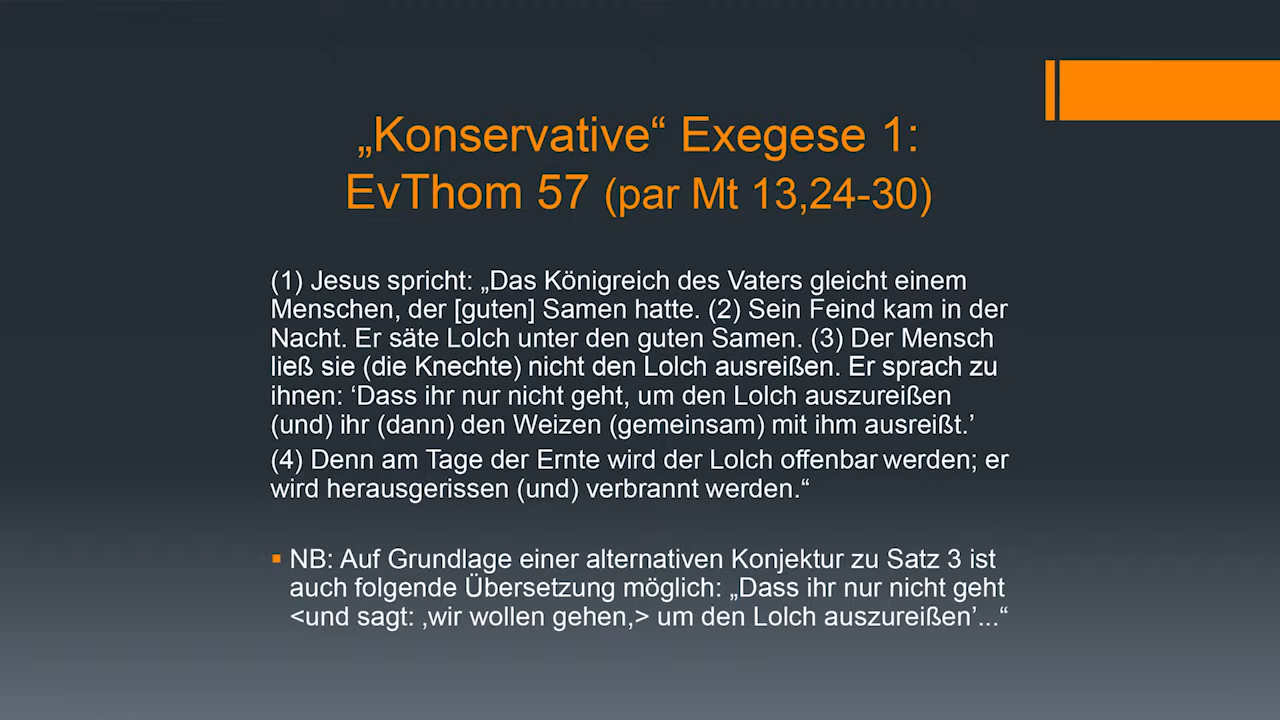 „Konservative“ Exegese 1:
EvThom 57 (par Mt 13,24-30)
(1) Jesus spricht: „Das Königreich des Vaters gleicht einem
Menschen, der [guten] Samen hatte. (2) Sein Feind kam in der
Nacht. Er säte Lolch unter den guten Samen. (3) Der Mensch
ließ sie (die Knechte) nicht den Lolch ausreißen. Er sprach zu
ihnen: ‘Dass ihr nur nicht geht, um den Lolch auszureißen
(und) ihr (dann) den Weizen (gemeinsam) mit ihm ausreißt.’
(4) Denn am Tage der Ernte wird der Lolch offenbar werden; er
wird herausgerissen (und) verbrannt werden.“
▪ NB: Auf Grundlage einer alternativen Konjektur zu Satz 3 ist
auch folgende Übersetzung möglich: „Dass ihr nur nicht geht
<und sagt: ‚wir wollen gehen,> um den Lolch auszureißen’...“